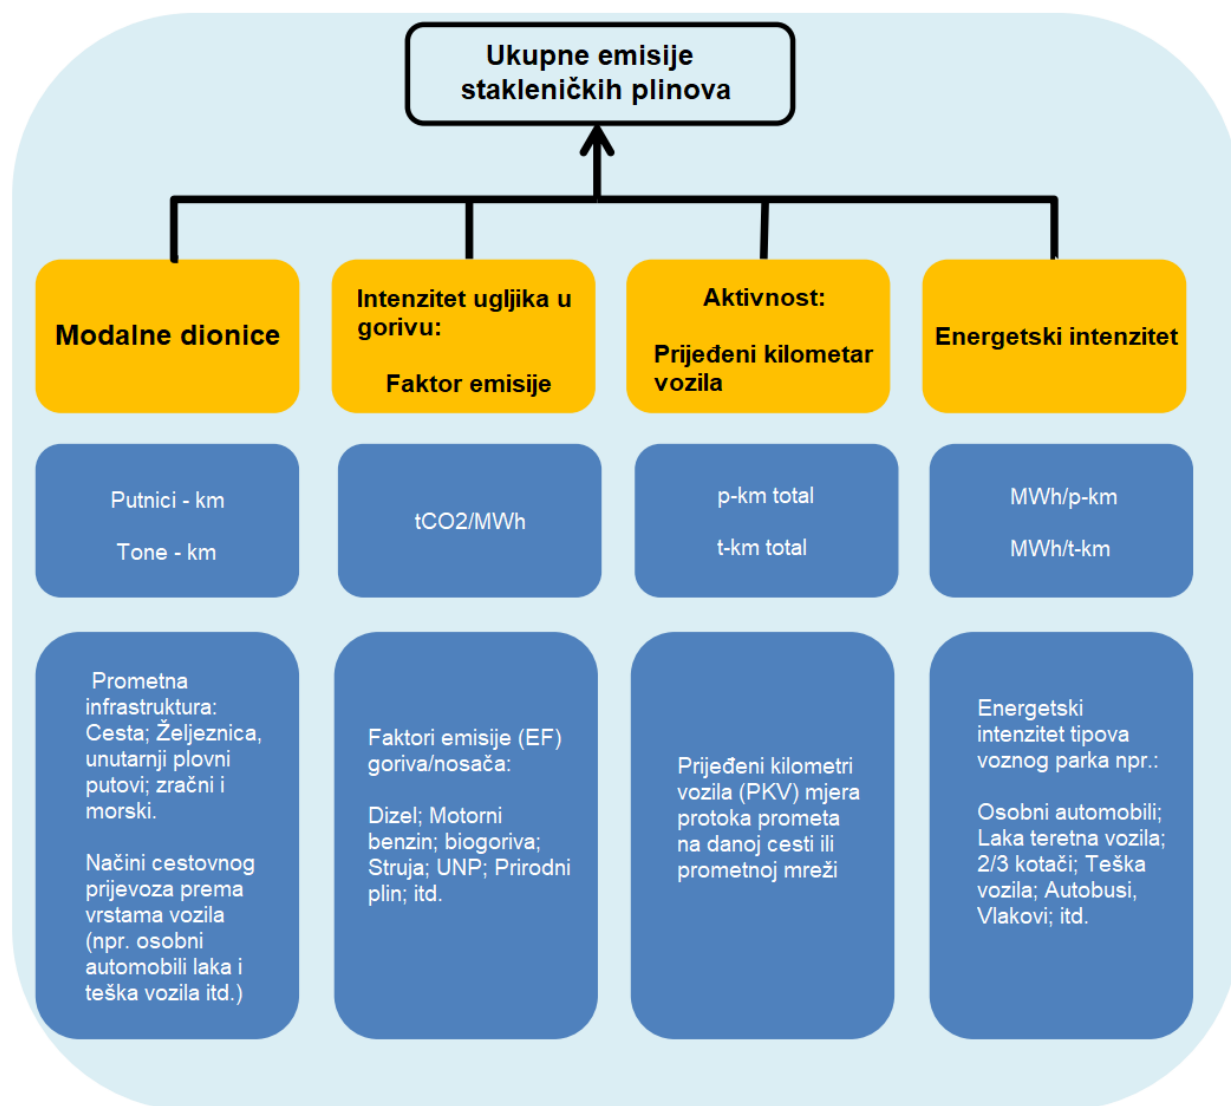 Ukupne emisije
stakleničkih plinova
Modalne dionice
Intenzitet ugljika u
gorivu:
Faktor emisije
Aktivnost:
Prijeđeni kilometar
vozila
Energetski intenzitet
Putnici - km
Tone - km
tCO2/MWh
p-km total
t-km total
MWh/p-km
MWh/t-km
Prometna
infrastruktura:
Cesta; Željeznica,
unutarnji plovni
putovi; zračni i
morski.
Načini cestovnog
prijevoza prema
vrstama vozila
(npr. osobni
automobili laka i
teška vozila itd.)
Faktori emisije (EF)
goriva/nosača:
Dizel; Motorni
benzin; biogoriva;
Struja; UNP; Prirodni
plin; itd.
Prijeđeni kilometri
vozila (PKV) mjera
protoka prometa
na danoj cesti ili
prometnoj mreži
Energetski
intenzitet tipova
voznog parka npr.:
Osobni automobili;
Laka teretna vozila;
2/3 kotači; Teška
vozila; Autobusi,
Vlakovi; itd.